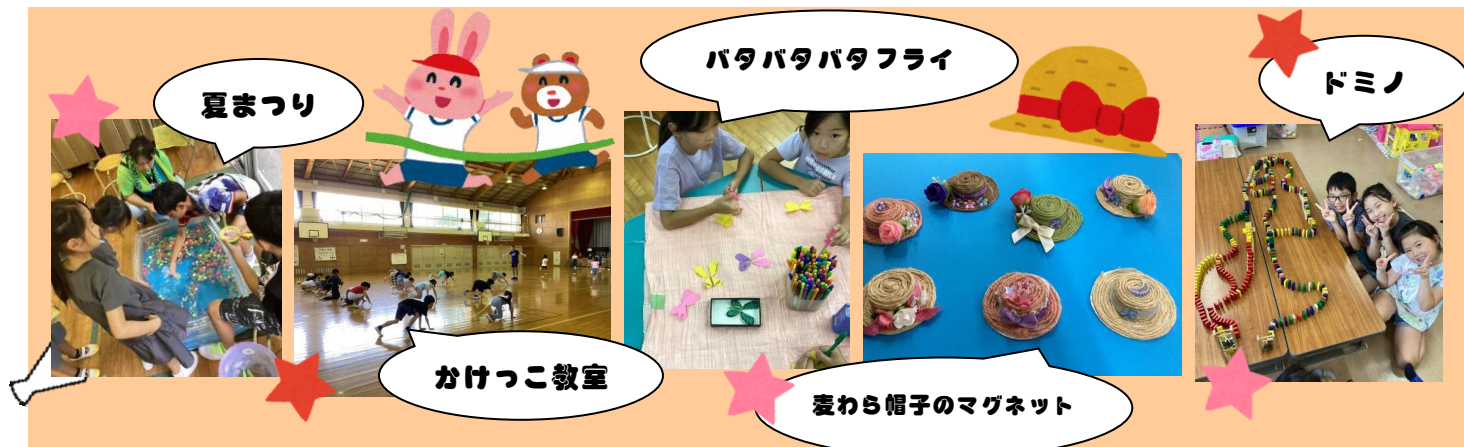 夏まつり
バタバタバタフライ
ドミノ
かけっこ教室
麦わら帽子のマグネット